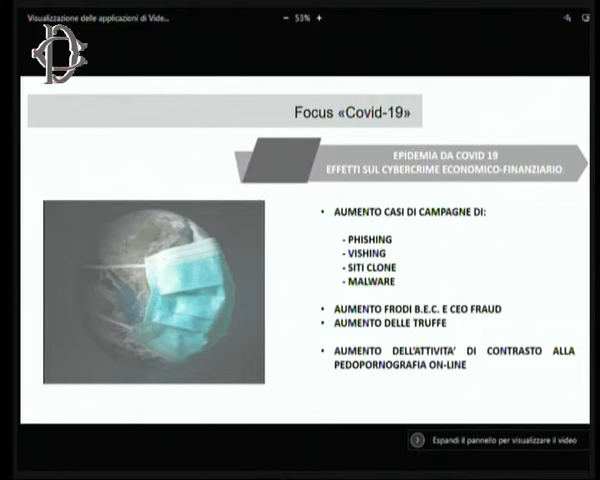 Visualizzazione delle applicazioni di Vide...
− 53% +
Focus «Covid-19»
EPIDEMIA DA COVID 19
EFFETTI SUL CYBERCRIME ECONOMICO-FINANZIARIO
• AUMENTO CASI DI CAMPAGNE DI:
- PHISHING
- VISHING
- SITI CLONE
- MALWARE
• AUMENTO FRODI B.E.C. E CEO FRAUD
• AUMENTO DELLE TRUFFE
• AUMENTO DELL'ATTIVITA' DI CONTRASTO ALLA
PEDOPORNOGRAFIA ON-LINE
Espandi il pannello per visualizzare il video